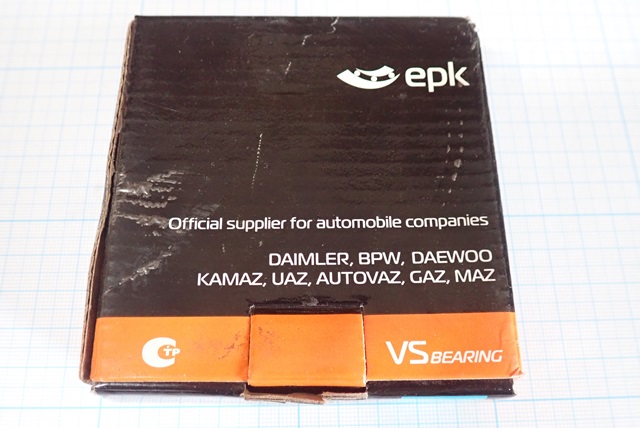 epk
Official supplier for automobile companies
DAIMLER, BPW, DAEWOO
KAMAZ, UAZ, AUTOVAZ, GAZ, MAZ
VS BEARING